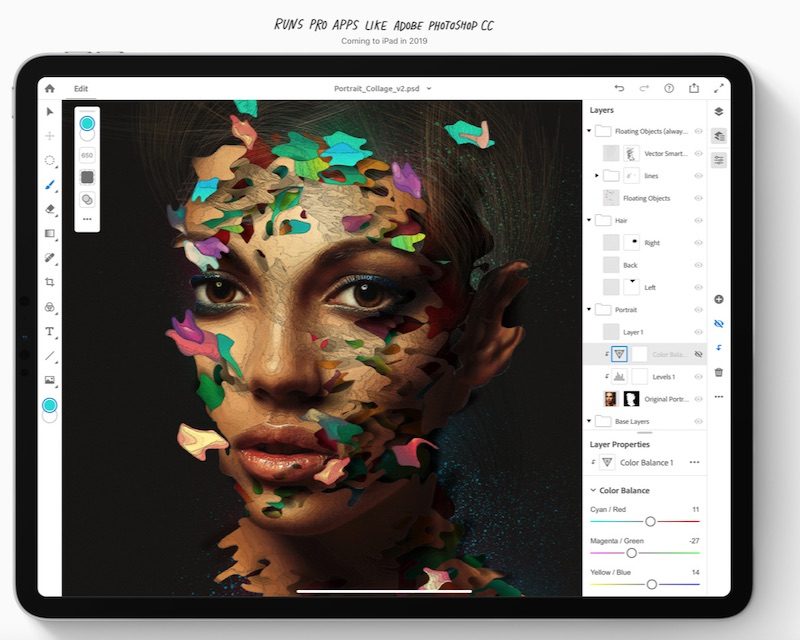 RUNS PRO APPS LIKE ADOBE PHOTOSHOP CC
Coming to iPad in 2019
Edit
Portrait_Collage_v2.psd
650
Layers
Floating Objects (alway...
Vector Smart...
lines
Floating Objects
Hair
Right
Back
Left
Portrait
Layer 1
Color Bala...
Levels 1
Original Portr...
Base Layers
Layer Properties
Color Balance 1
Color Balance
Cyan / Red 11
Magenta / Green -27
Yellow / Blue 14